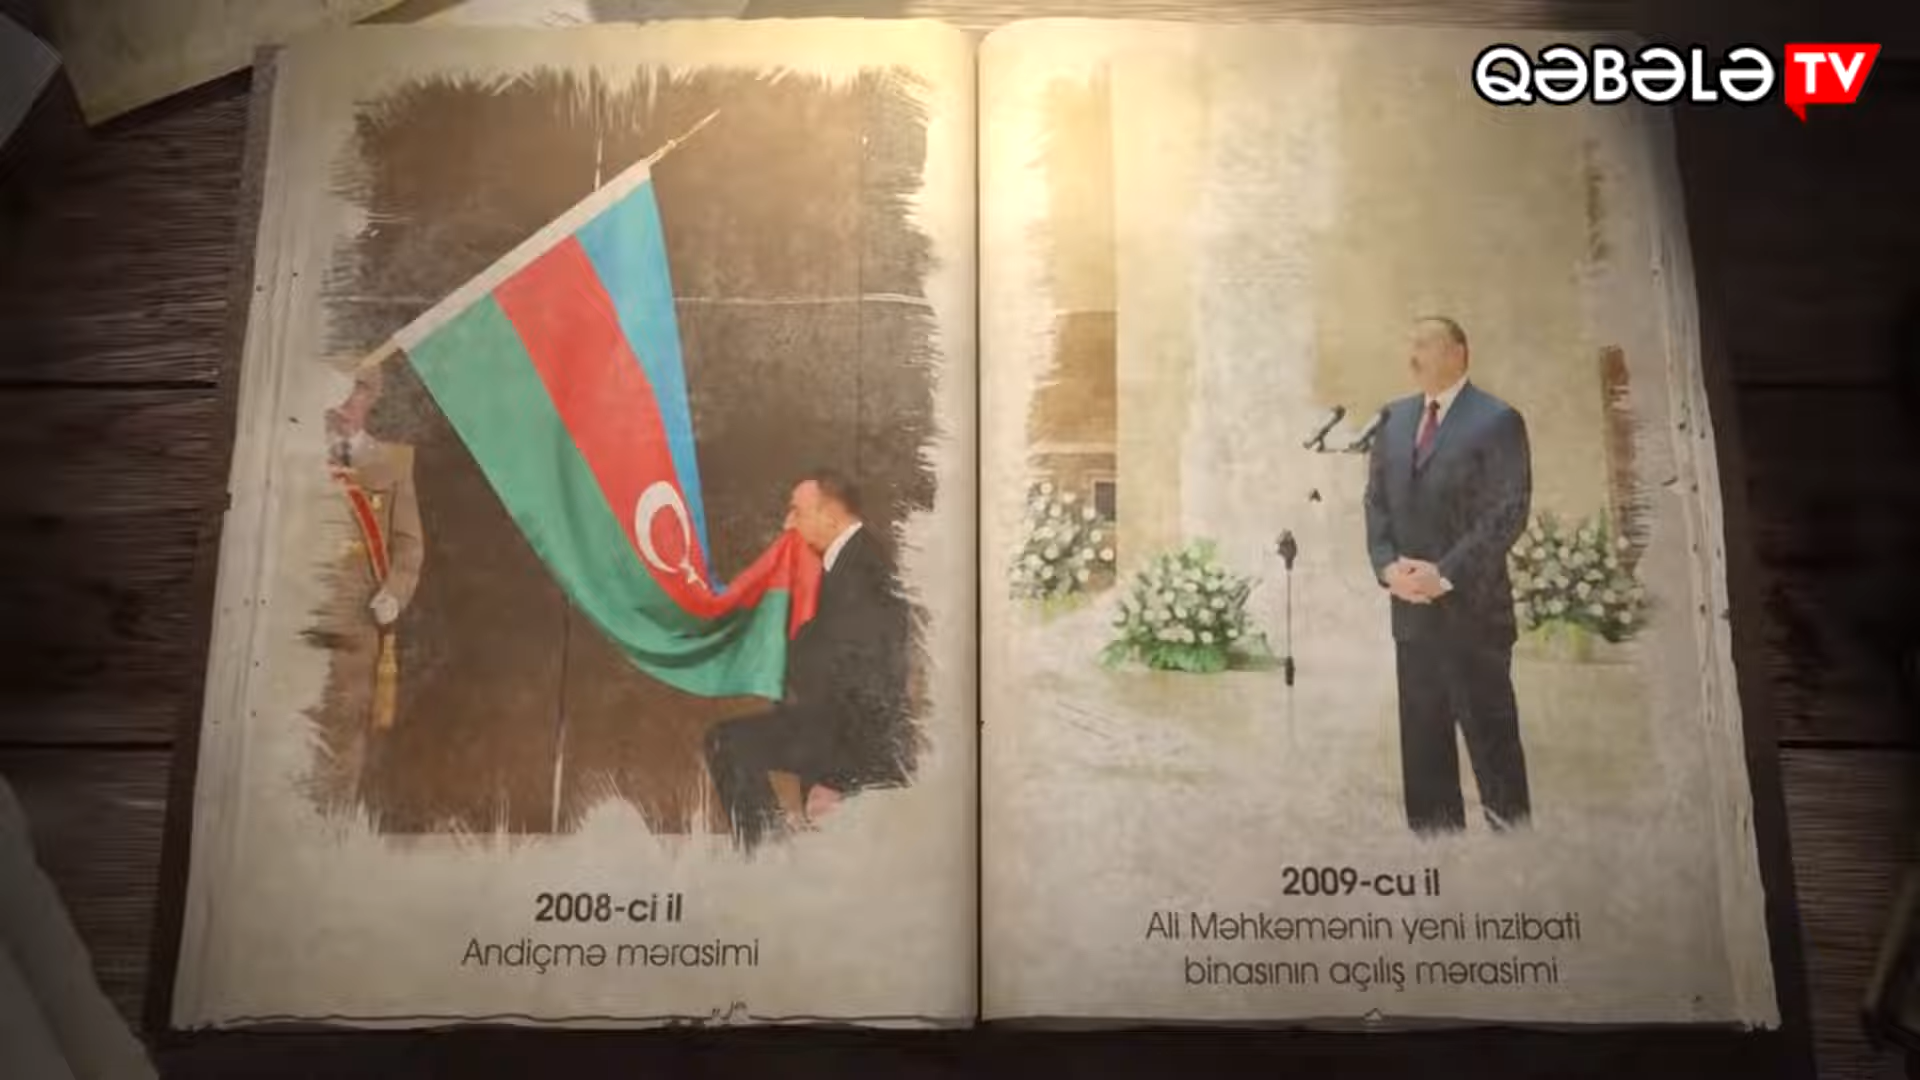 QƏBƏLƏ TV
2008-ci il
Andiçmə mərasimi
2009-cu il
Ali Məhkəmənin yeni inzibati
binasının açılış mərasimi